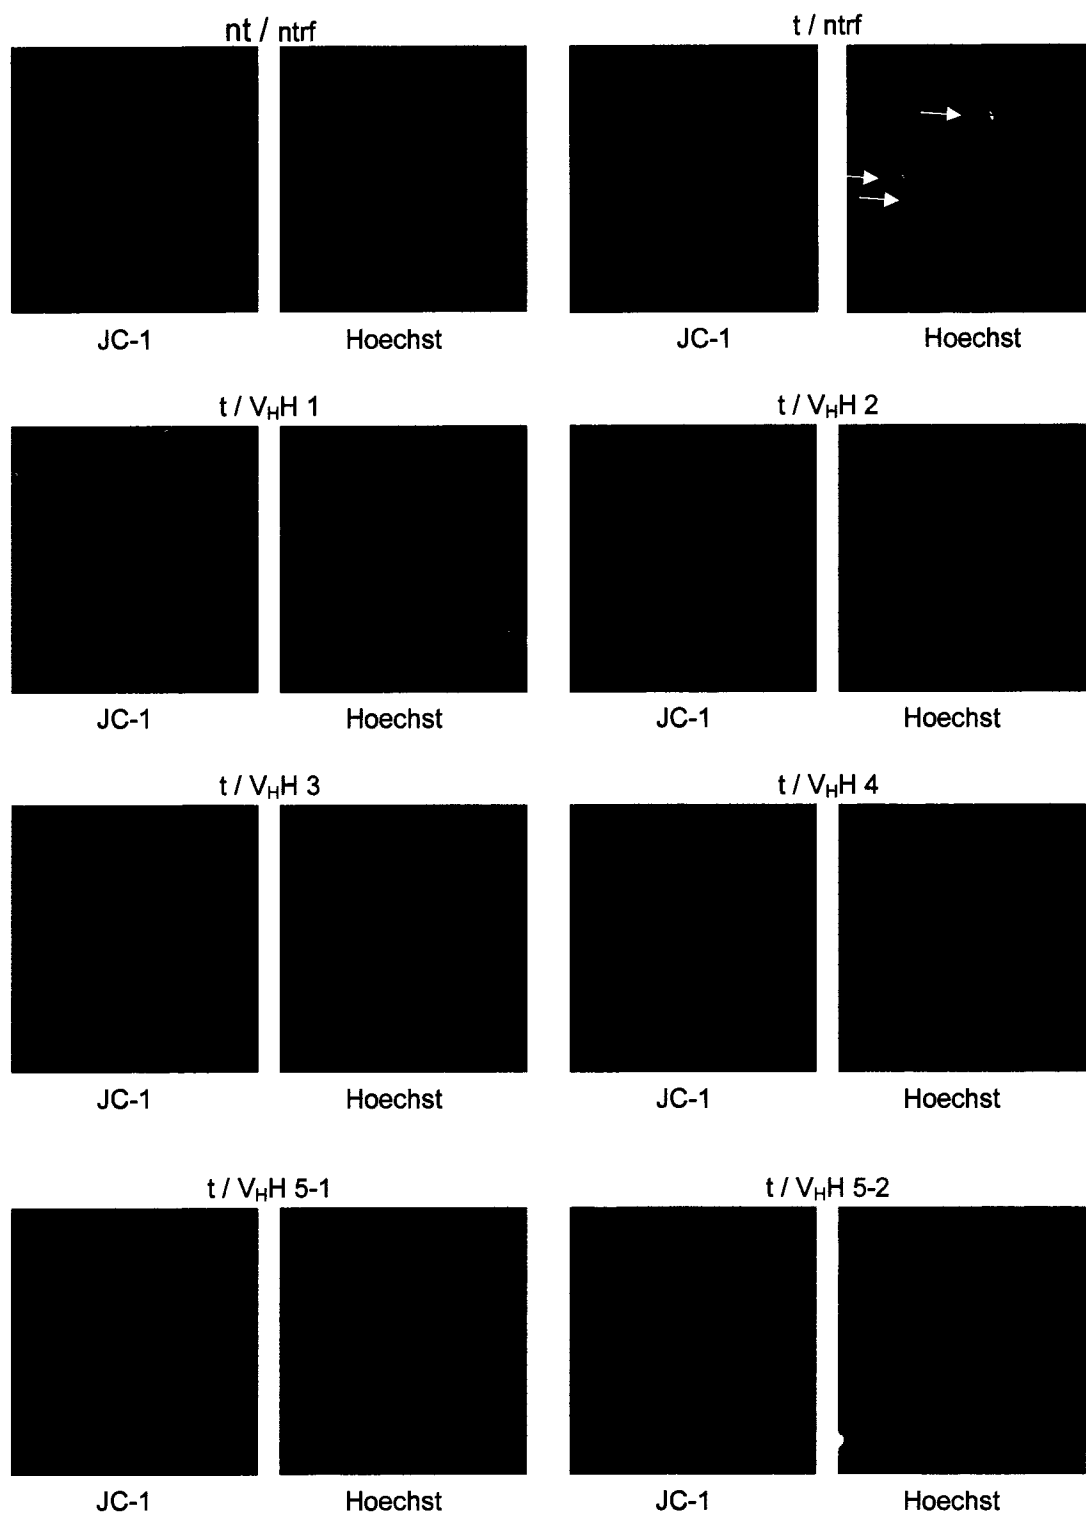 nt / ntrf
t / ntrf
JC-1
Hoechst
JC-1
Hoechst
t / VHH 1
t / VHH 2
JC-1
Hoechst
JC-1
Hoechst
t / VHH 3
t / VHH 4
JC-1
Hoechst
JC-1
Hoechst
t / VHH 5-1
t / VHH 5-2
JC-1
Hoechst
JC-1
Hoechst